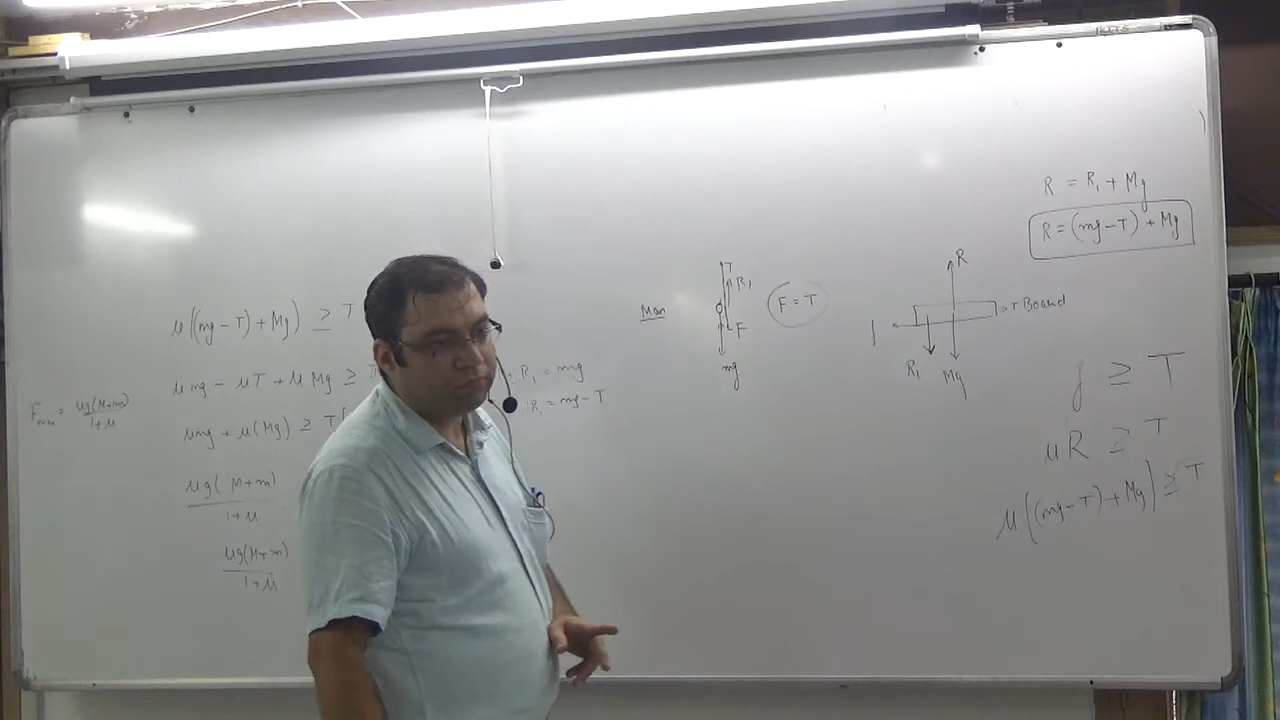 R = R₁ + Mg
R = (mg - T) + Mg
μ((mg - T) + Mg) ≥ T
μmg - μT + μMg ≥ T
μmg + μ(Mg) ≥ T
μg(M+m)
1+μ
μg(M+m)
1+μ
μg(M+m)
1+μ
R₁ = mg
R₁ = mg - T
Man
T
R₁
F
mg
F = T
R
Board
R₁
Mg
f ≥ T
μR ≥ T
μ((mg - T) + Mg) ≥ T